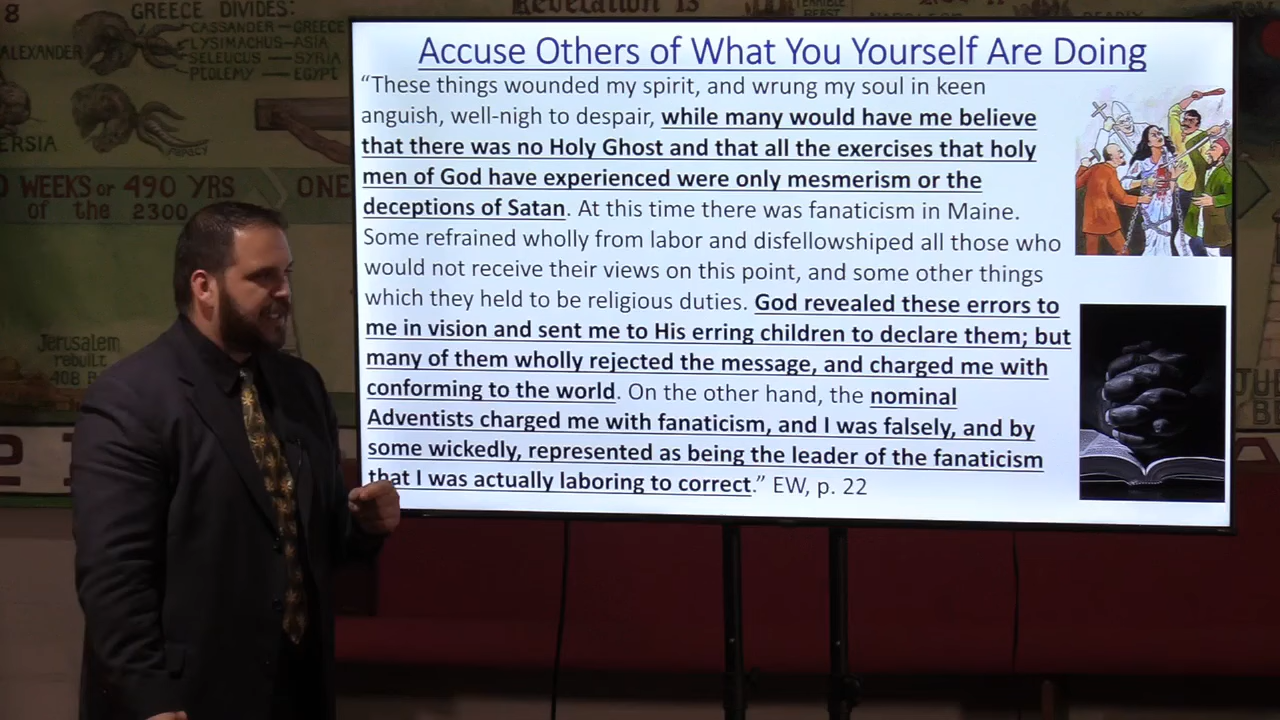 8
GREECE DIVIDES:
CASSANDER — GREECE
LYSIMACHUS — ASIA
SELEUCUS — SYRIA
PTOLEMY — EGYPT
ALEXANDER
ERSIA
WEEKS or 490 YRS
of the 2300
ONE
Jerusalem
rebuilt
408 B
Revelation 13
Accuse Others of What You Yourself Are Doing
“These things wounded my spirit, and wrung my soul in keen
anguish, well-nigh to despair, while many would have me believe
that there was no Holy Ghost and that all the exercises that holy
men of God have experienced were only mesmerism or the
deceptions of Satan. At this time there was fanaticism in Maine.
Some refrained wholly from labor and disfellowshiped all those who
would not receive their views on this point, and some other things
which they held to be religious duties. God revealed these errors to
me in vision and sent me to His erring children to declare them; but
many of them wholly rejected the message, and charged me with
conforming to the world. On the other hand, the nominal
Adventists charged me with fanaticism, and I was falsely, and by
some wickedly, represented as being the leader of the fanaticism
that I was actually laboring to correct.” EW, p. 22